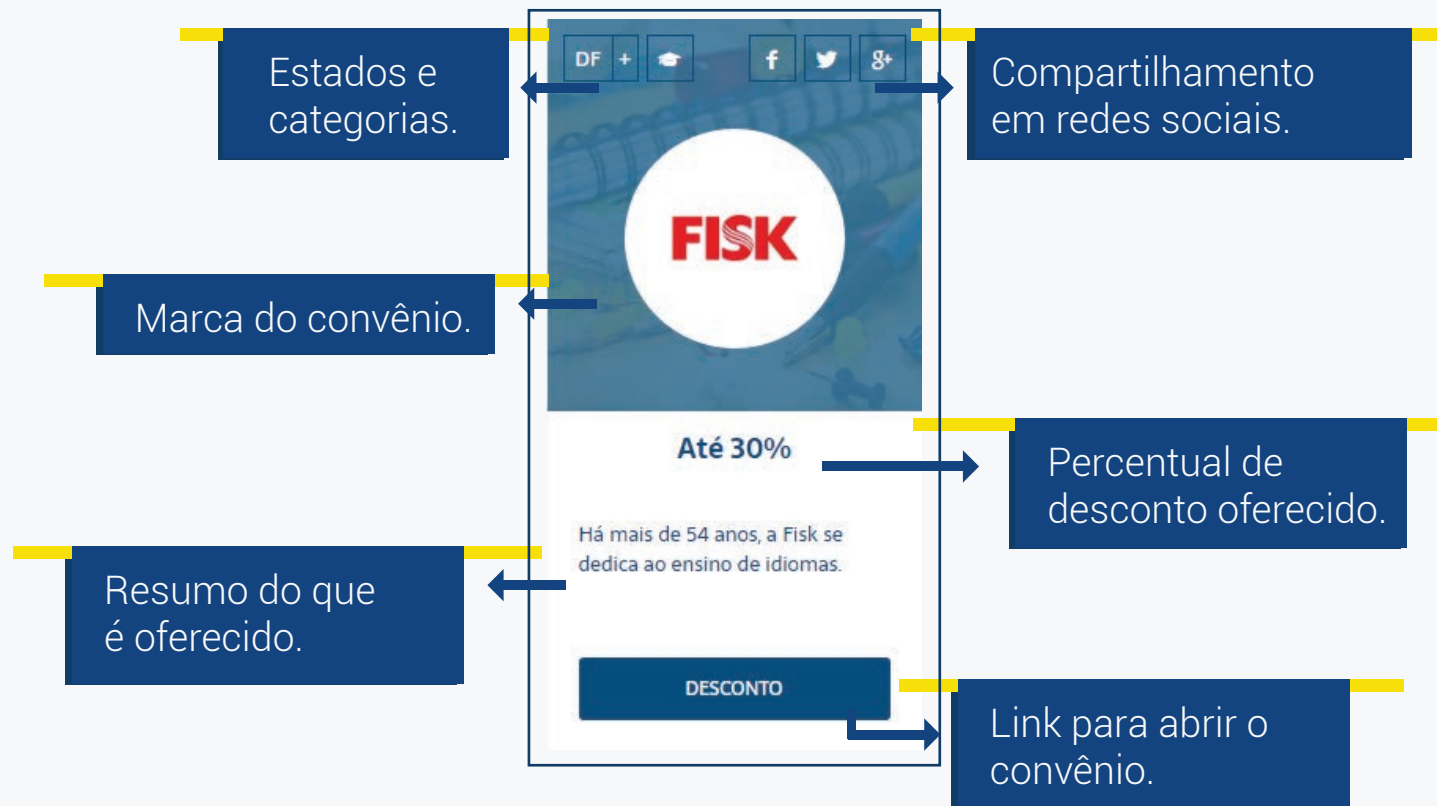 Estados e
categorias.
DF +
f
g+
Compartilhamento
em redes sociais.
FISK
Marca do convênio.
Até 30%
Percentual de
desconto oferecido.
Há mais de 54 anos, a Fisk se
dedica ao ensino de idiomas.
Resumo do que
é oferecido.
DESCONTO
Link para abrir o
convênio.